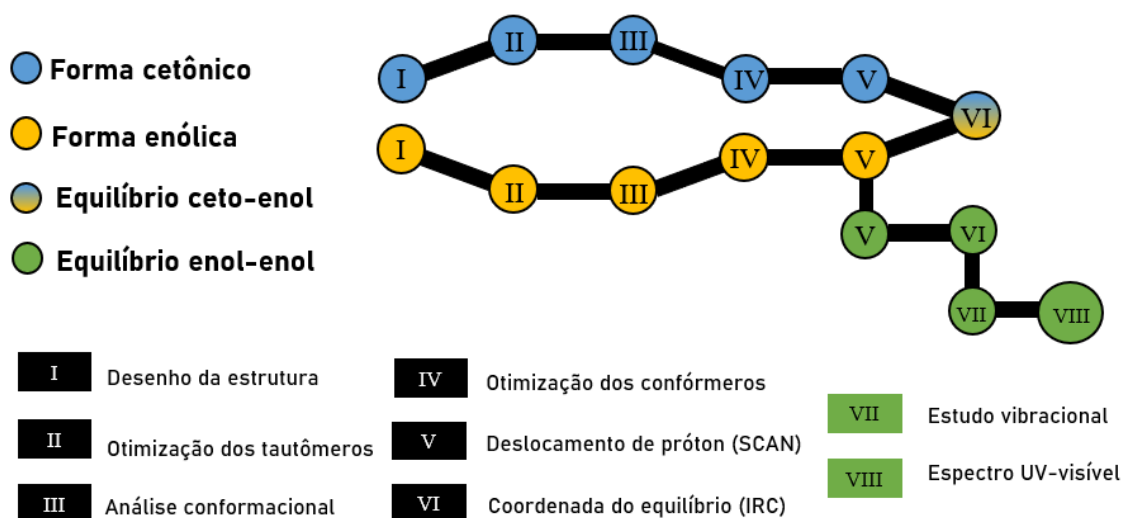 Forma cetônico
Forma enólica
Equilíbrio ceto-enol
Equilíbrio enol-enol
I
II
III
IV
V
VI
I
II
III
IV
V
V
VI
VII
VIII
I Desenho da estrutura
II Otimização dos tautômeros
III Análise conformacional
IV Otimização dos confórmeros
V Deslocamento de próton (SCAN)
VI Coordenada do equilíbrio (IRC)
VII Estudo vibracional
VIII Espectro UV-visível